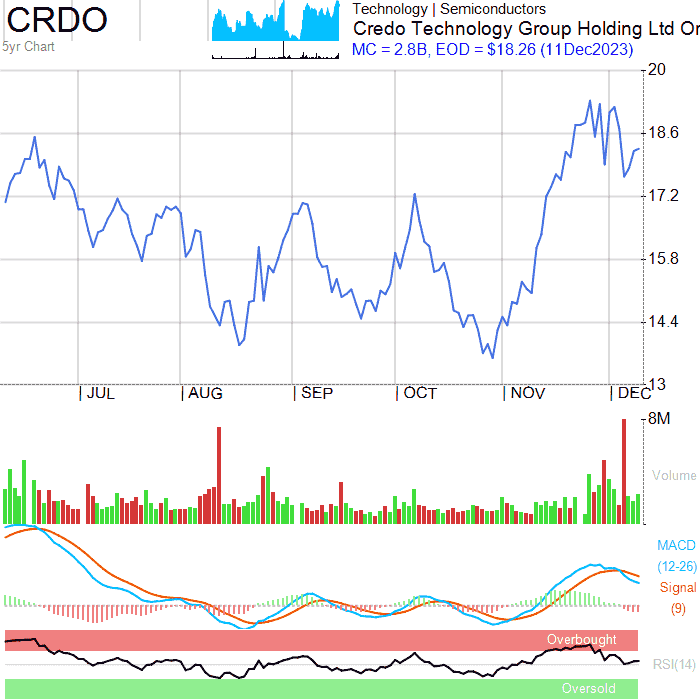 CRDO
5yr Chart
Technology | Semiconductors
Credo Technology Group Holding Ltd Or
MC = 2.8B, EOD = $18.26 (11Dec2023)
20
18.6
17.2
15.8
14.4
13
JUL AUG SEP OCT NOV DEC
8M
Volume
MACD
(12-26)
Signal
(9)
Overbought
RSI(14)
Oversold